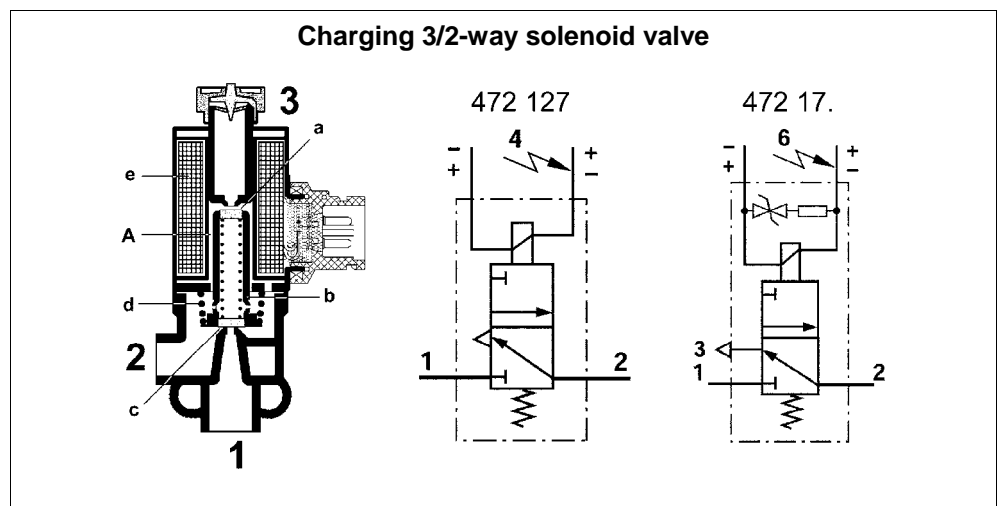 Charging 3/2-way solenoid valve
3
a
e
A
d
b
2
c
1
472 127
4
– +
+ –
1 2
472 17.
6
– +
+ –
3
1 2